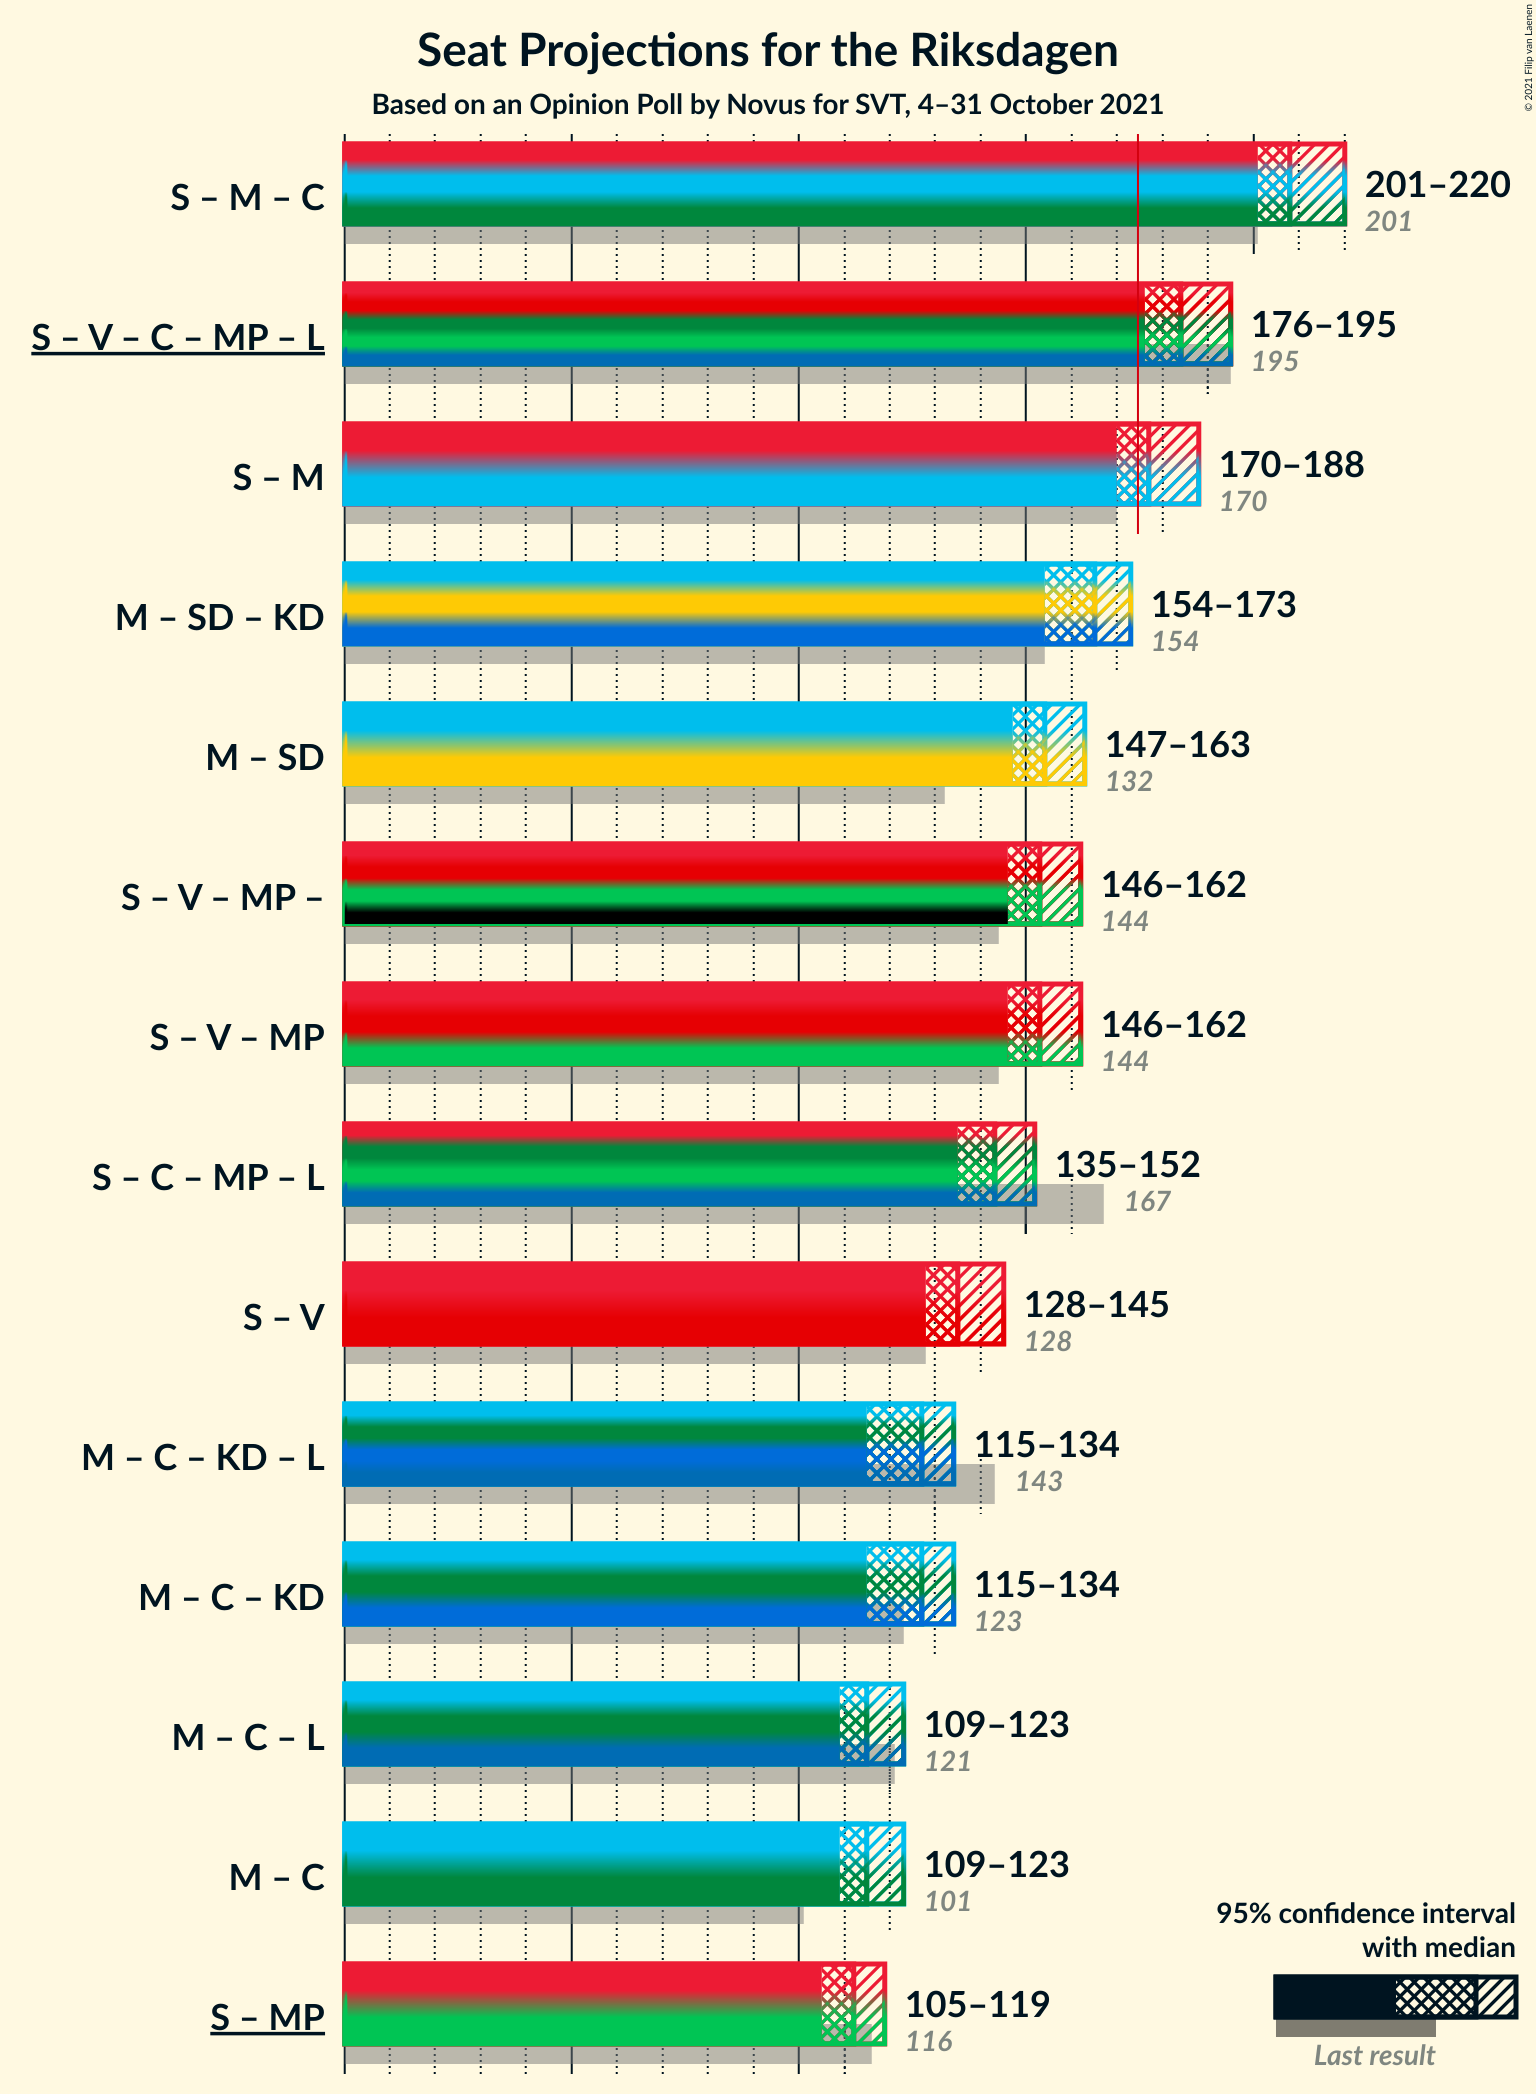 Seat Projections for the Riksdagen
Based on an Opinion Poll by Novus for SVT, 4–31 October 2021
© 2021 Filip van Laenen
S – M – C
201–220
201
S – V – C – MP – L
176–195
195
S – M
170–188
170
M – SD – KD
154–173
154
M – SD
147–163
132
S – V – MP –
146–162
144
S – V – MP
146–162
144
S – C – MP – L
135–152
167
S – V
128–145
128
M – C – KD – L
115–134
143
M – C – KD
115–134
123
M – C – L
109–123
121
M – C
109–123
101
S – MP
105–119
116
95% confidence interval
with median
Last result